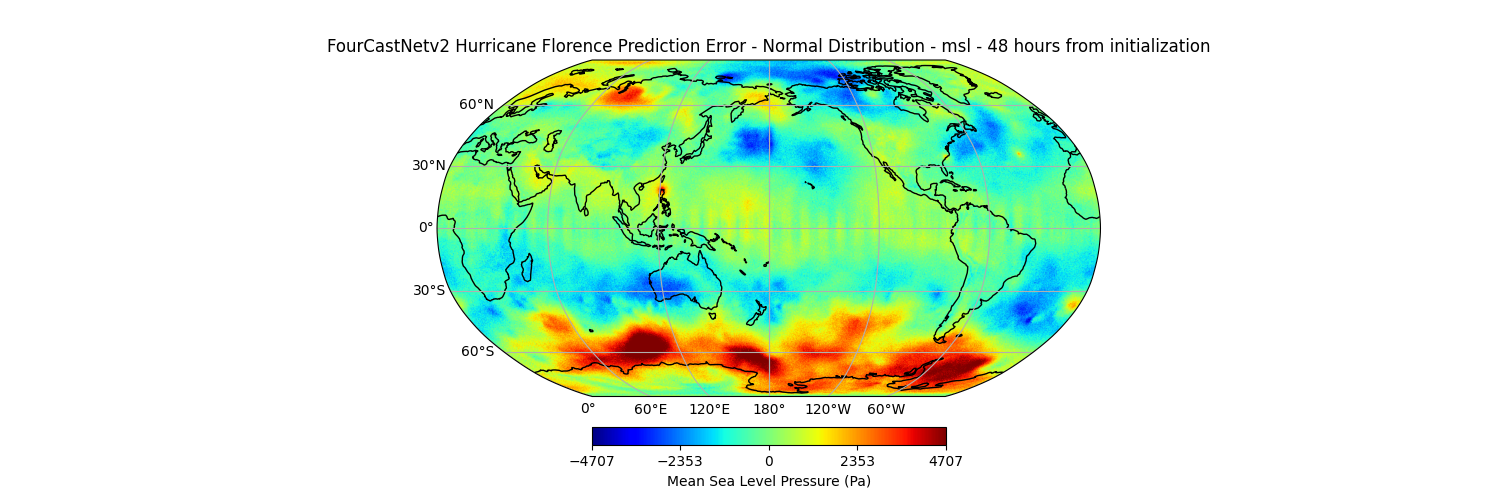 FourCastNetv2 Hurricane Florence Prediction Error - Normal Distribution - msl - 48 hours from initialization
60°N
30°N
0°
30°S
60°S
0° 60°E 120°E 180° 120°W 60°W
−4707 −2353 0 2353 4707
Mean Sea Level Pressure (Pa)